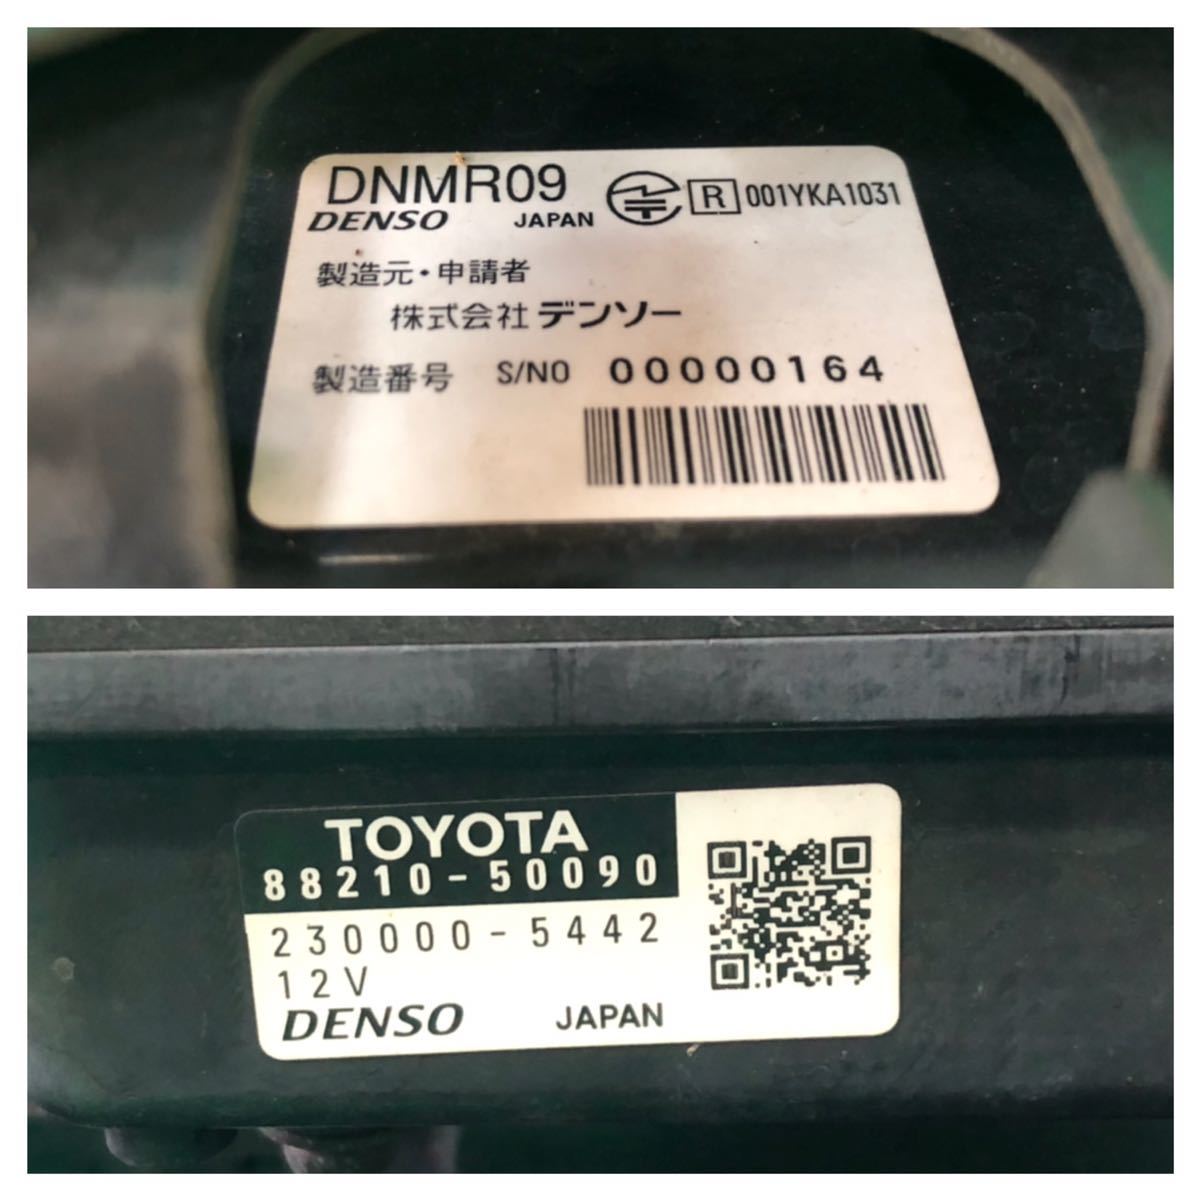 DNMR09 R 001YKA1031
DENSO JAPAN
製造元・申請者
株式会社デンソー
製造番号 S/NO 00000164
TOYOTA
88210-50090
230000-5442
12V
DENSO JAPAN